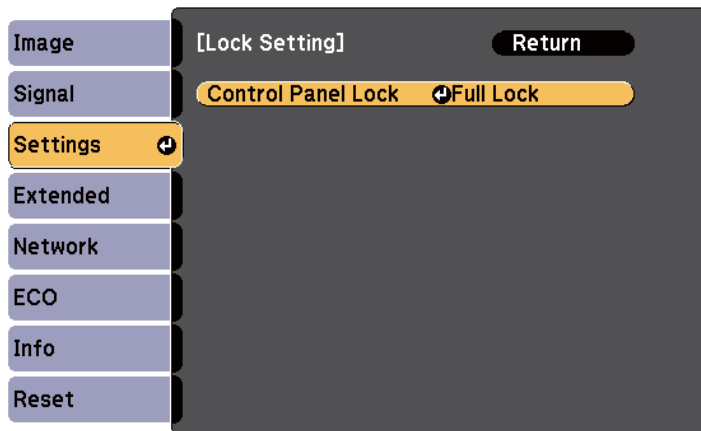 Image
Signal
Settings
Extended
Network
ECO
Info
Reset
[Lock Setting]
Return
Control Panel Lock Full Lock